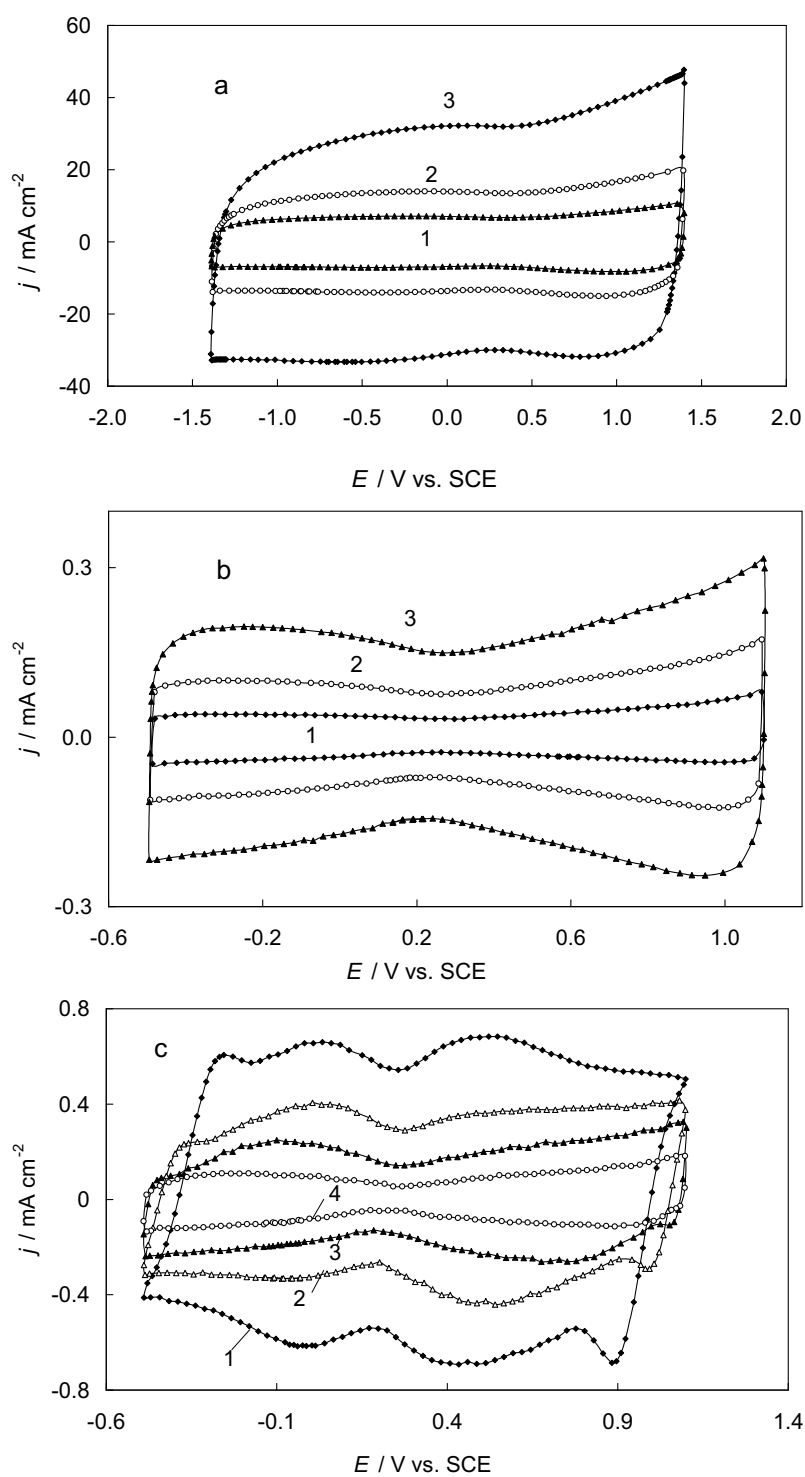 60
a
3
40
2
20
j / mA cm-2
0
1
-20
-40
-2.0 -1.5 -1.0 -0.5 0.0 0.5 1.0 1.5 2.0
E / V vs. SCE
b
0.3
3
2
j / mA cm-2
0.0
1
-0.3
-0.6 -0.2 0.2 0.6 1.0
E / V vs. SCE
0.8
c
0.4
j / mA cm-2
0
4
3
-0.4
2
1
-0.8
-0.6 -0.1 0.4 0.9 1.4
E / V vs. SCE